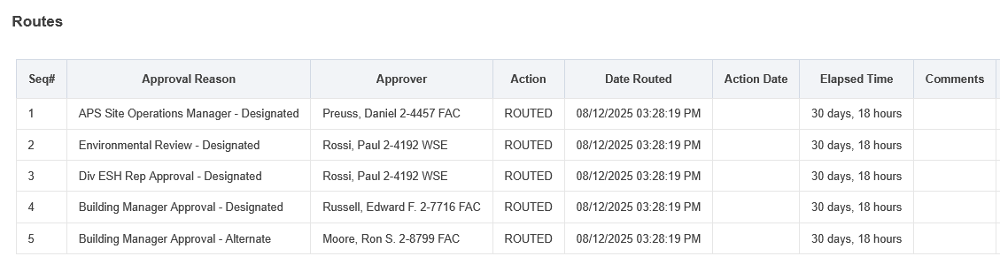 Routes
Seq# Approval Reason Approver Action Date Routed Action Date Elapsed Time Comments
1 APS Site Operations Manager - Designated Preuss, Daniel 2-4457 FAC ROUTED 08/12/2025 03:28:19 PM 30 days, 18 hours
2 Environmental Review - Designated Rossi, Paul 2-4192 WSE ROUTED 08/12/2025 03:28:19 PM 30 days, 18 hours
3 Div ESH Rep Approval - Designated Rossi, Paul 2-4192 WSE ROUTED 08/12/2025 03:28:19 PM 30 days, 18 hours
4 Building Manager Approval - Designated Russell, Edward F. 2-7716 FAC ROUTED 08/12/2025 03:28:19 PM 30 days, 18 hours
5 Building Manager Approval - Alternate Moore, Ron S. 2-8799 FAC ROUTED 08/12/2025 03:28:19 PM 30 days, 18 hours